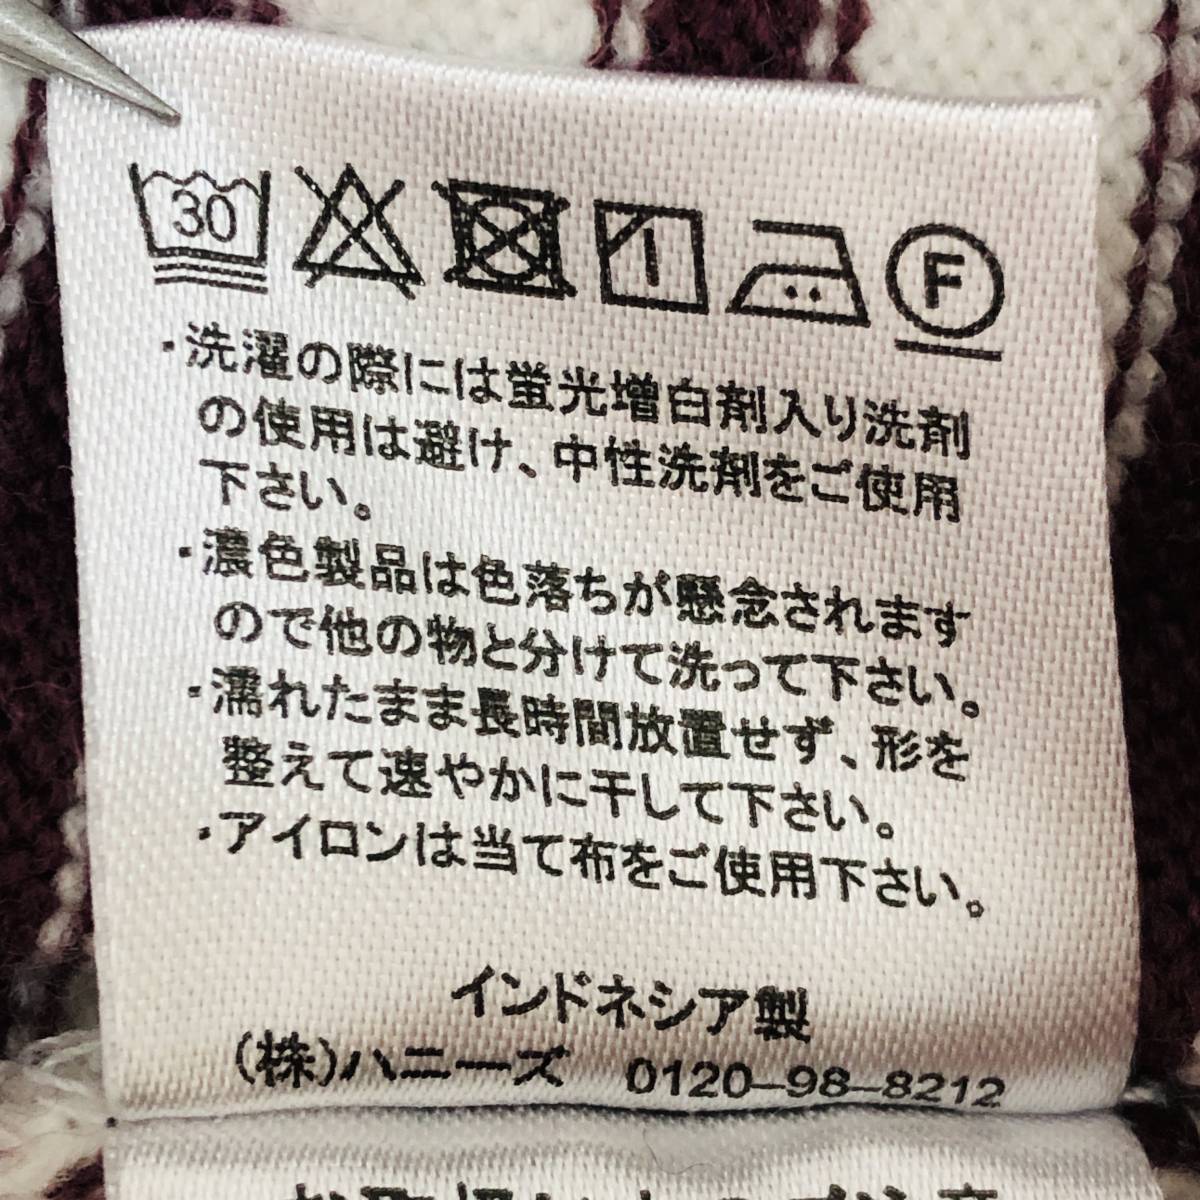 30
F
・洗濯の際には蛍光増白剤入り洗剤
の使用は避け、中性洗剤をご使用
下さい。
・濃色製品は色落ちが懸念されます
ので他の物と分けて洗って下さい。
・濡れたまま長時間放置せず、形を
整えて速やかに干して下さい。
・アイロンは当て布をご使用下さい。
インドネシア製
(株)ハニーズ 0120-98-8212